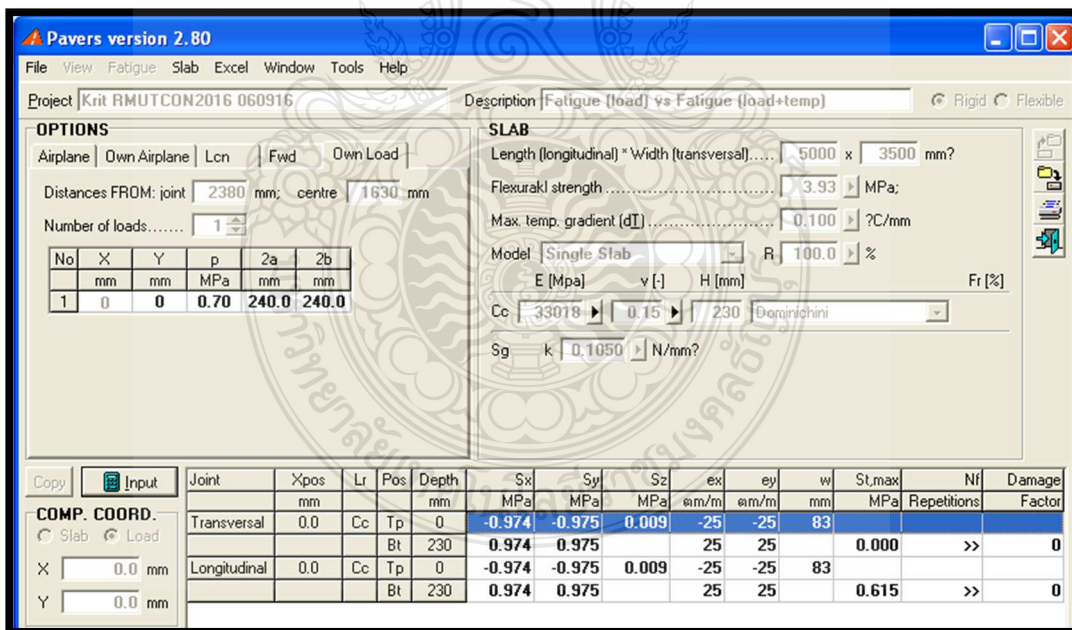 Pavers version 2.80
File View Fatigue Slab Excel Window Tools Help
Project Krit RMUTCON2016 060916 Description Fatigue (load) vs Fatigue (load+temp) Rigid Flexible
OPTIONS
Airplane Own Airplane Lcn Fwd Own Load
Distances FROM: joint 2380 mm; centre 1630 mm
Number of loads....... 1
No X Y p 2a 2b
mm mm MPa mm mm
1 0 0 0.70 240.0 240.0
SLAB
Length (longitudinal) * Width (transversal)..... 5000 x 3500 mm?
Flexurakl strength ............................... 3.93 MPa;
Max. temp. gradient (dT)....................... 0.100 ?C/mm
Model Single Slab R 100.0 %
E [Mpa] v [-] H [mm] Fr [%]
Cc 33018 0.15 230 Dominichini
Sg k 0.1050 N/mm?
Copy Input
COMP. COORD.
Slab Load
X 0.0 mm
Y 0.0 mm
Joint Xpos Lr Pos Depth Sx Sy Sz ex ey w St,max Nf Damage
mm mm MPa MPa MPa mm MPa Repetitions Factor
Transversal 0.0 Cc Tp 0 -0.974 -0.975 0.009 -25 -25 83
Bt 230 0.974 0.975 25 25 0.000 >> 0
Longitudinal 0.0 Cc Tp 0 -0.974 -0.975 0.009 -25 -25 83
Bt 230 0.974 0.975 25 25 0.615 >> 0